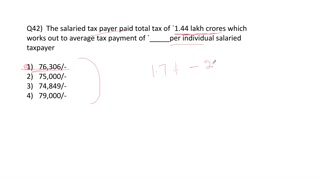 Q42) The salaried tax payer paid total tax of `1.44 lakh crores which
works out to average tax payment of `_____per individual salaried
taxpayer
1) 76,306/-
2) 75,000/-
3) 74,849/-
4) 79,000/-